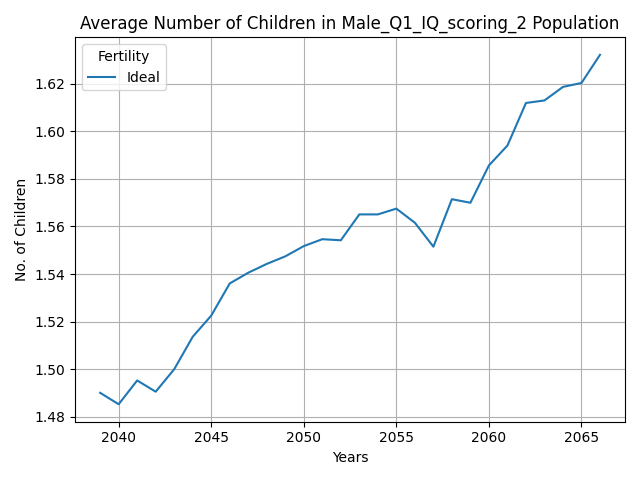 Average Number of Children in Male_Q1_IQ_scoring_2 Population
Fertility
Ideal
No. of Children
1.62
1.60
1.58
1.56
1.54
1.52
1.50
1.48
2040 2045 2050 2055 2060 2065
Years